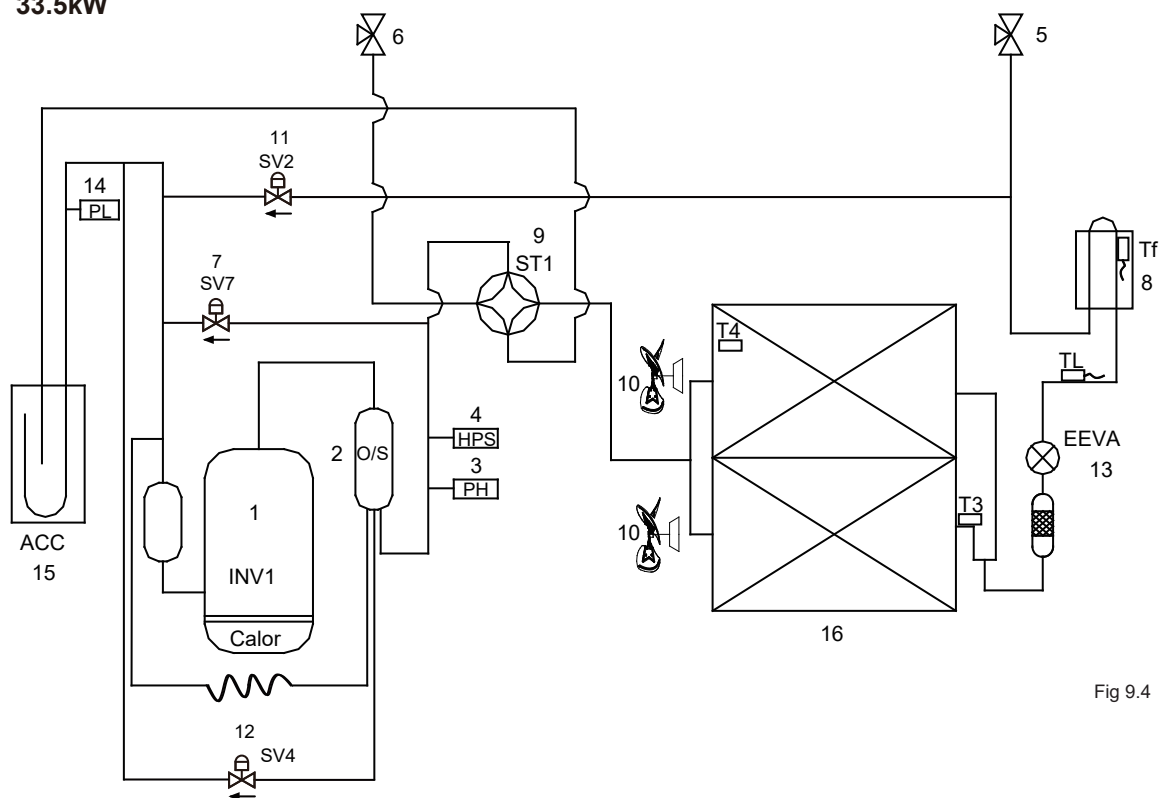 33.5kW
6
5
11
SV2
14
PL
9
ST1
7
SV7
Tf
8
T4
TL
10
4
HPS
2
O/S
3
PH
EEVA
13
1
T3
10
ACC
15
INV1
Calor
16
12
SV4
Fig 9.4